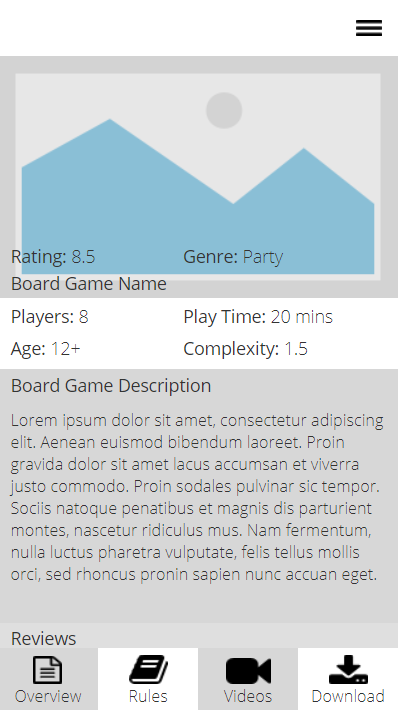 Rating: 8.5 Genre: Party
Board Game Name
Players: 8 Play Time: 20 mins
Age: 12+ Complexity: 1.5
Board Game Description
Lorem ipsum dolor sit amet, consectetur adipiscing
elit. Aenean euismod bibendum laoreet. Proin
gravida dolor sit amet lacus accumsan et viverra
justo commodo. Proin sodales pulvinar sic tempor.
Sociis natoque penatibus et magnis dis parturient
montes, nascetur ridiculus mus. Nam fermentum,
nulla luctus pharetra vulputate, felis tellus mollis
orci, sed rhoncus pronin sapien nunc accuan eget.
Reviews
Overview Rules Videos Download